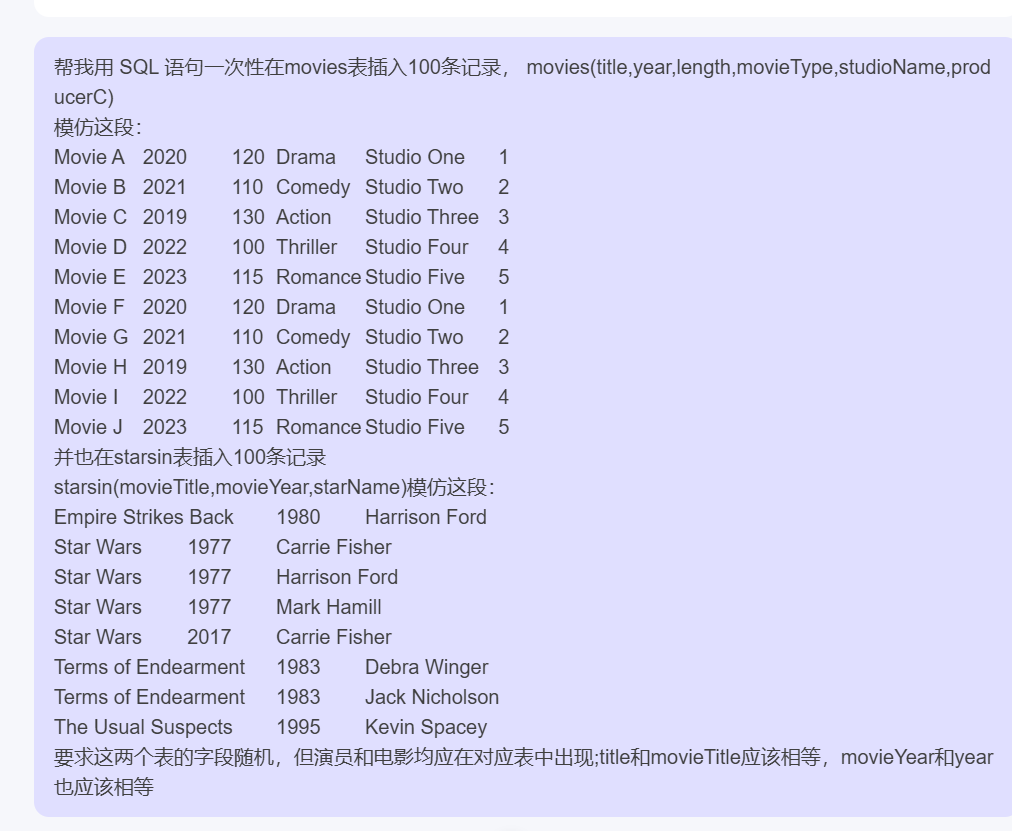 帮我用 SQL 语句一次性在movies表插入100条记录， movies(title,year,length,movieType,studioName,prod
ucerC)
模仿这段：
Movie A 2020 120 Drama Studio One 1
Movie B 2021 110 Comedy Studio Two 2
Movie C 2019 130 Action Studio Three 3
Movie D 2022 100 Thriller Studio Four 4
Movie E 2023 115 Romance Studio Five 5
Movie F 2020 120 Drama Studio One 1
Movie G 2021 110 Comedy Studio Two 2
Movie H 2019 130 Action Studio Three 3
Movie I 2022 100 Thriller Studio Four 4
Movie J 2023 115 Romance Studio Five 5
并也在starsin表插入100条记录
starsin(movieTitle,movieYear,starName)模仿这段：
Empire Strikes Back 1980 Harrison Ford
Star Wars 1977 Carrie Fisher
Star Wars 1977 Harrison Ford
Star Wars 1977 Mark Hamill
Star Wars 2017 Carrie Fisher
Terms of Endearment 1983 Debra Winger
Terms of Endearment 1983 Jack Nicholson
The Usual Suspects 1995 Kevin Spacey
要求这两个表的字段随机，但演员和电影均应在对应表中出现;title和movieTitle应该相等，movieYear和year
也应该相等